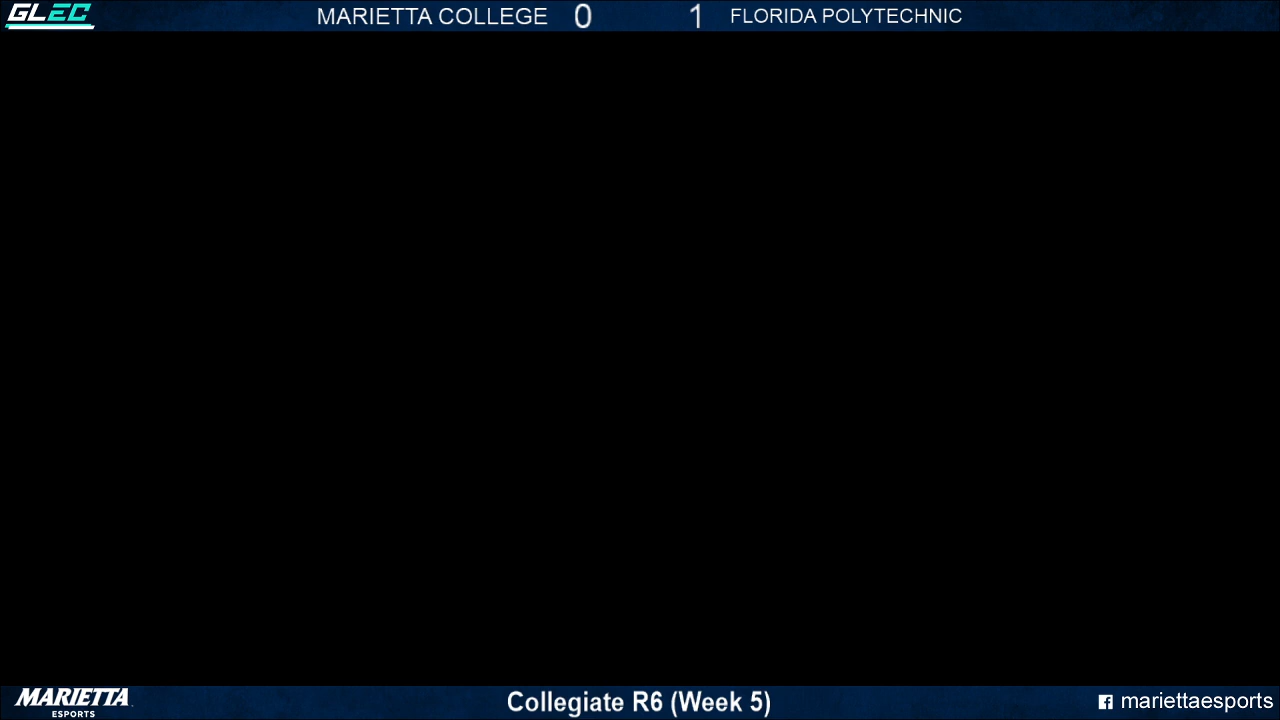 GLEC
MARIETTA COLLEGE 0 1 FLORIDA POLYTECHNIC
MARIETTA
ESPORTS
Collegiate R6 (Week 5)
mariettaesports